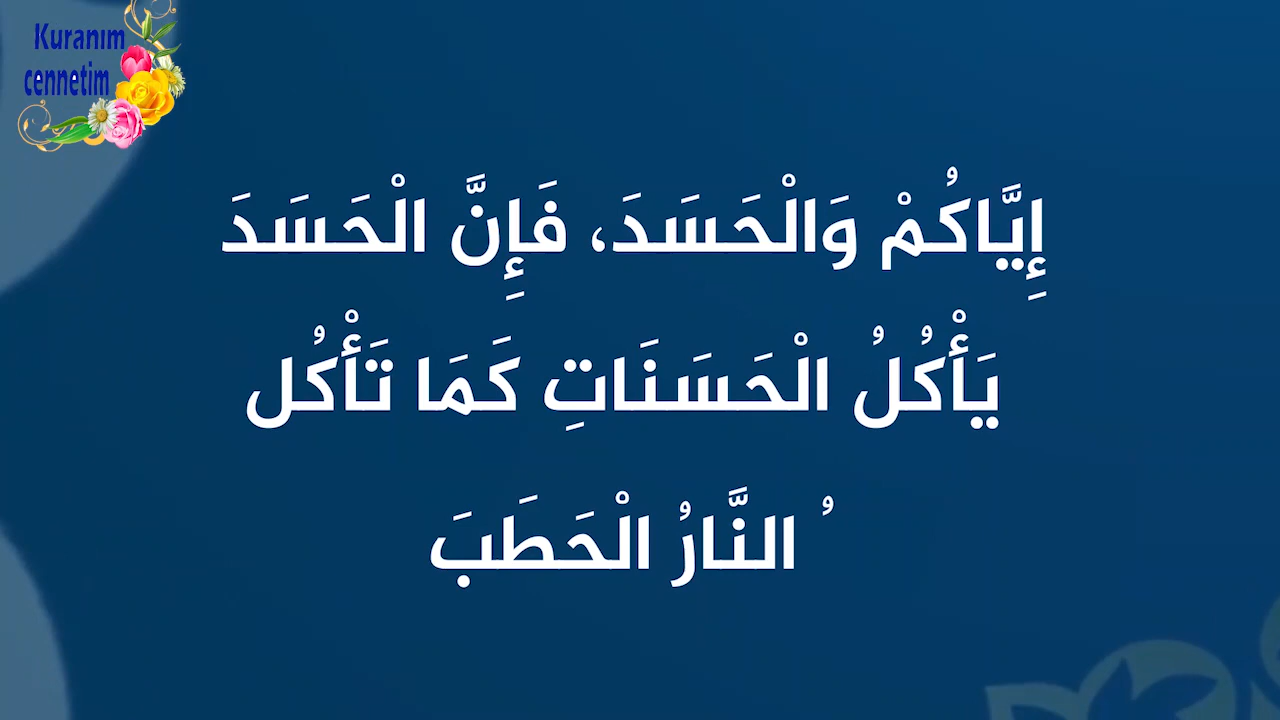 Kuranım
cennetim
إِيَّاكُمْ وَالْحَسَدَ، فَإِنَّ الْحَسَدَ
يَأْكُلُ الْحَسَنَاتِ كَمَا تَأْكُل
ُ النَّارُ الْحَطَبَ